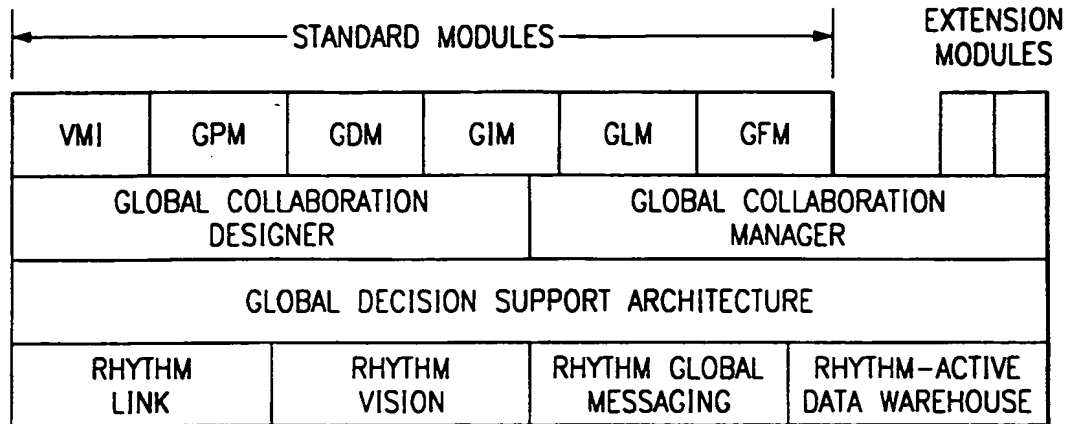 STANDARD MODULES
EXTENSION
MODULES
VMI GPM GDM GIM GLM GFM
GLOBAL COLLABORATION
DESIGNER
GLOBAL COLLABORATION
MANAGER
GLOBAL DECISION SUPPORT ARCHITECTURE
RHYTHM
LINK
RHYTHM
VISION
RHYTHM GLOBAL
MESSAGING
RHYTHM-ACTIVE
DATA WAREHOUSE